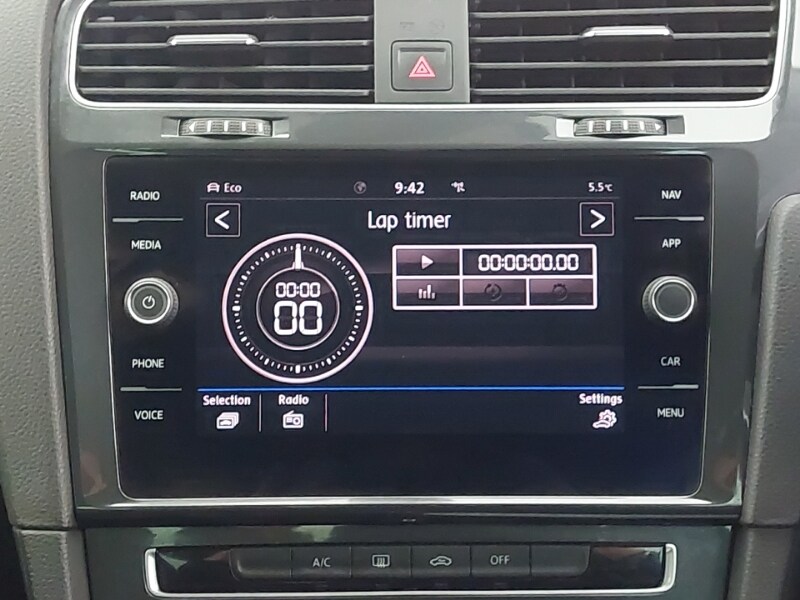 RADIO
MEDIA
PHONE
VOICE
Eco 9:42 5.5°C
Lap timer
00:00
00
00:00:00.00
Selection Radio Settings
NAV
APP
CAR
MENU
A/C OFF